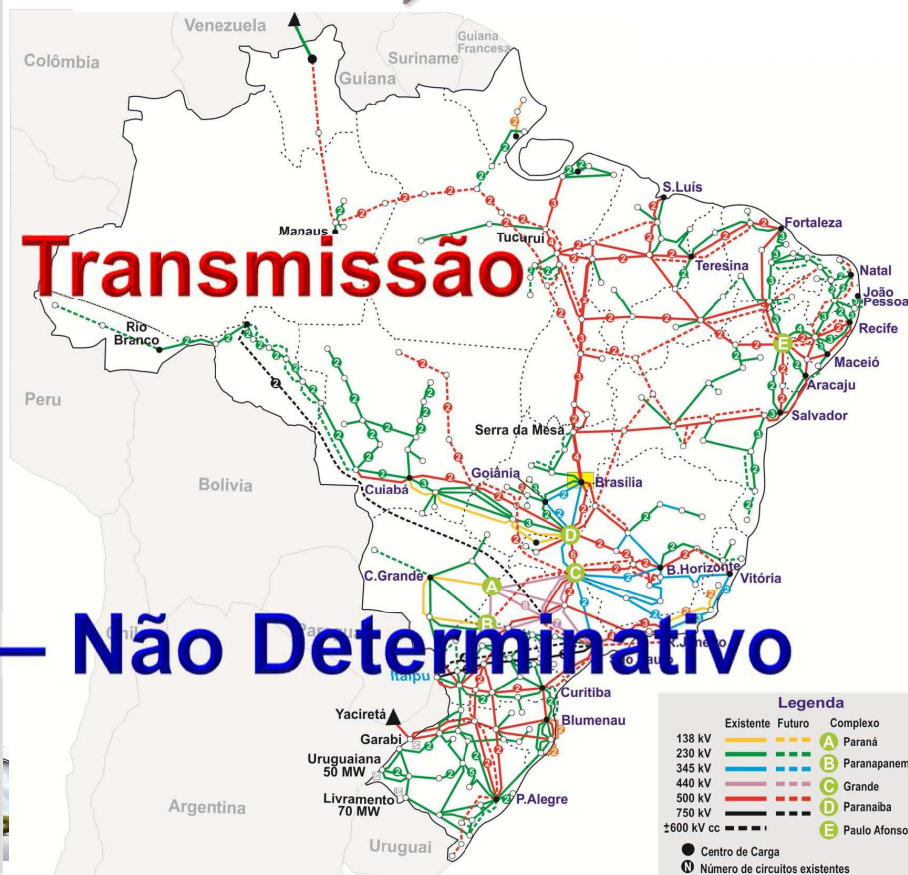 Venezuela
Guiana
Francesa
Colômbia
Suriname
Guiana
S.Luís
Manaus
Tucuruí
Fortaleza
Transmissão
Teresina
Natal
João
Pessoa
Rio
Branco
Recife
E
Maceió
Aracaju
Peru
Salvador
Serra da Mesa
Goiânia
Bolivia
Cuiabá
Brasília
D
C.Grande
B.Horizonte
A
C
Vitória
B
– Não Determinativo
Itaipu
Curitiba
Yaciretá
Blumenau
Garabi
Uruguaiana
50 MW
Livramento
70 MW
P.Alegre
Argentina
Uruguai
Legenda
Existente Futuro Complexo
138 kV A Paraná
230 kV B Paranapanem
345 kV C Grande
440 kV
500 kV D Paranaiba
750 kV
±600 kV cc E Paulo Afonso
Centro de Carga
N Número de circuitos existentes